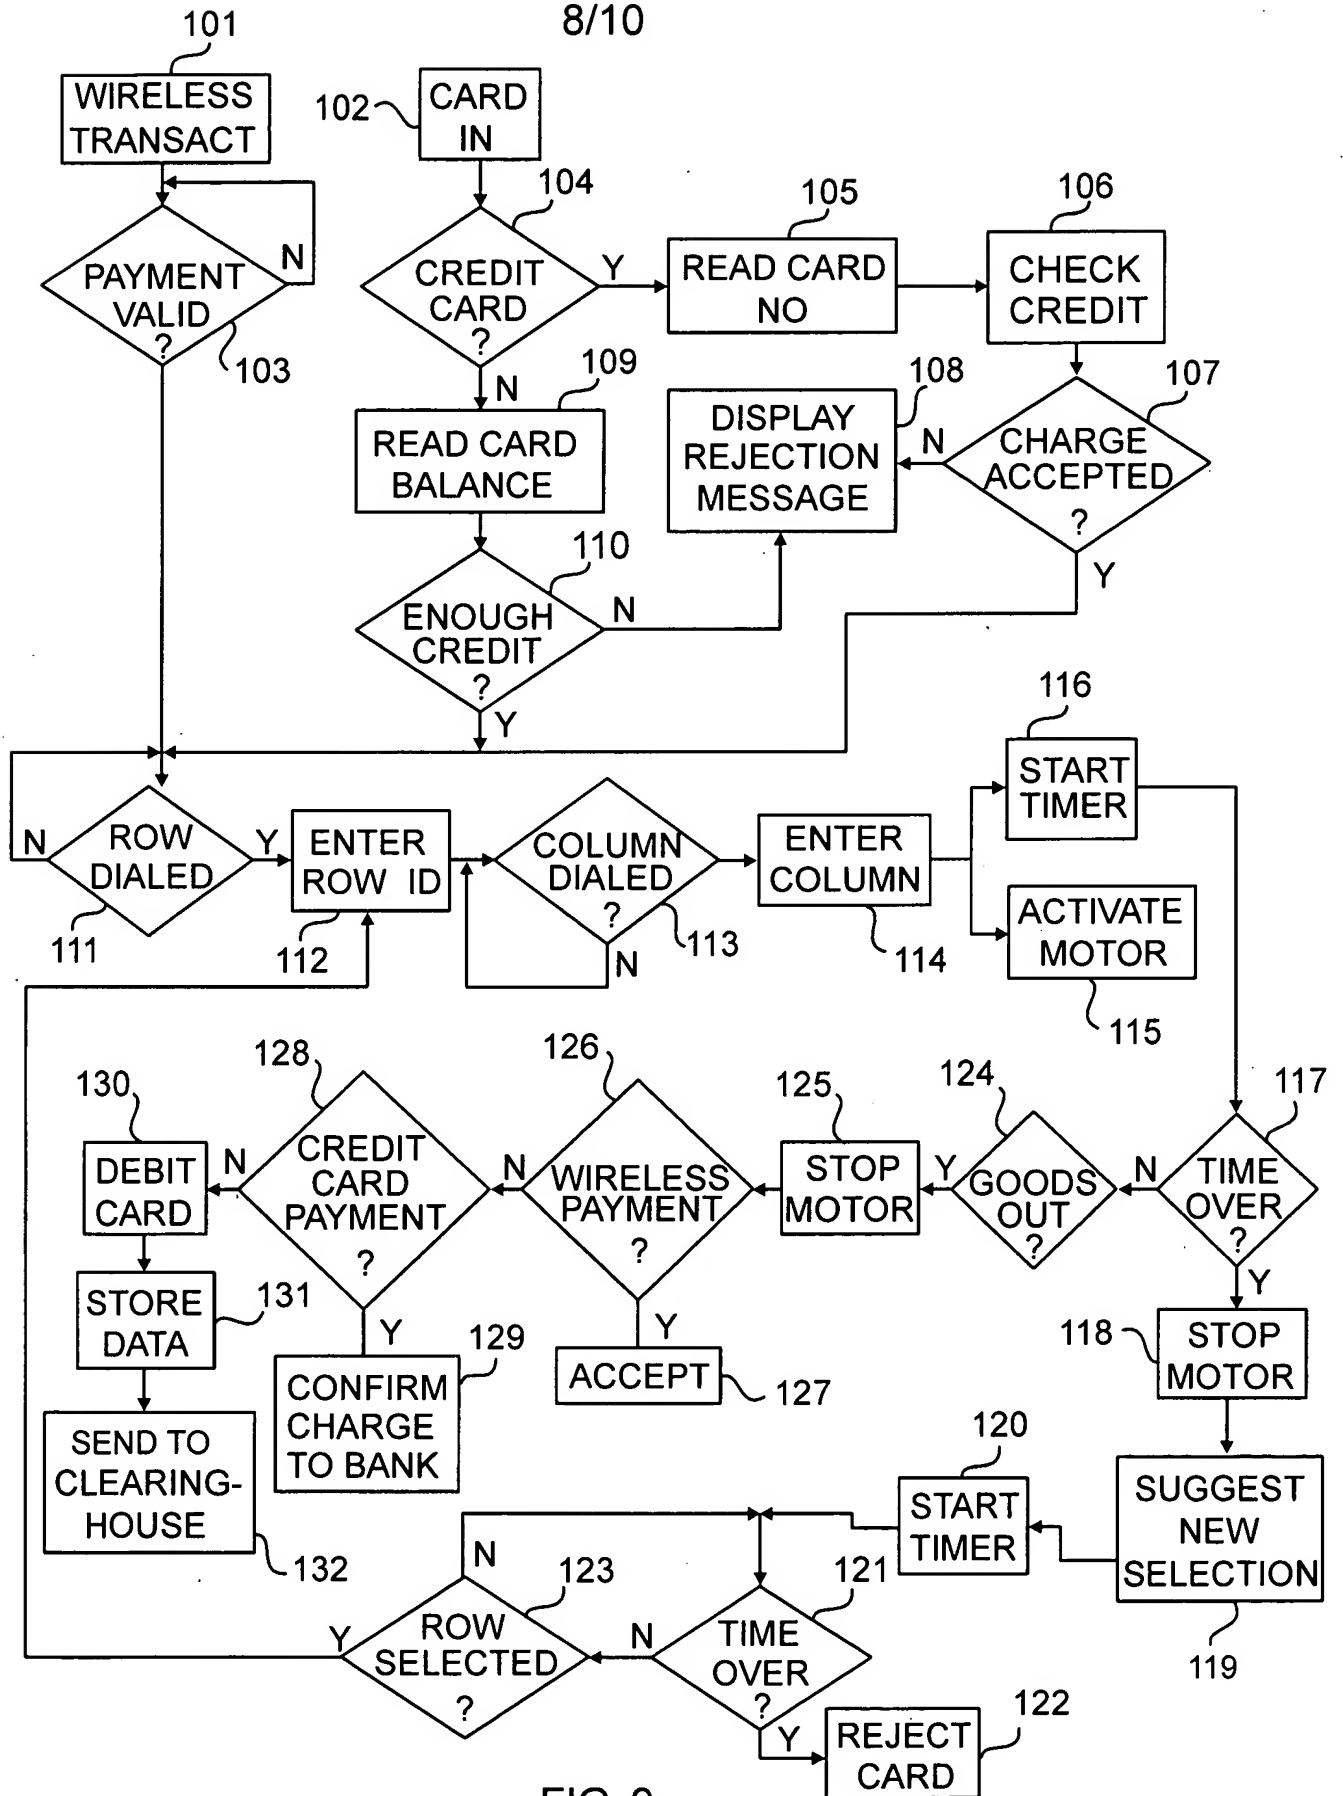 8/10
101
WIRELESS
TRANSACT
102
CARD
IN
104
105
106
PAYMENT
VALID
?
N
103
CREDIT
CARD
?
Y
N
READ CARD
NO
CHECK
CREDIT
109
READ CARD
BALANCE
108
DISPLAY
REJECTION
MESSAGE
107
N
CHARGE
ACCEPTED
?
Y
110
ENOUGH
CREDIT
?
N
Y
116
START
TIMER
N
ROW
DIALED
Y
111
ENTER
ROW ID
112
COLUMN
DIALED
?
N
113
ENTER
COLUMN
114
ACTIVATE
MOTOR
115
130
DEBIT
CARD
N
128
CREDIT
CARD
PAYMENT
?
Y
N
126
WIRELESS
PAYMENT
?
Y
125
STOP
MOTOR
Y
124
GOODS
OUT
?
N
117
TIME
OVER
?
Y
STORE
DATA
131
129
CONFIRM
CHARGE
TO BANK
ACCEPT
127
118
STOP
MOTOR
SEND TO
CLEARING-
HOUSE
132
120
START
TIMER
SUGGEST
NEW
SELECTION
119
N
123
Y
ROW
SELECTED
?
N
121
TIME
OVER
?
Y
122
REJECT
CARD